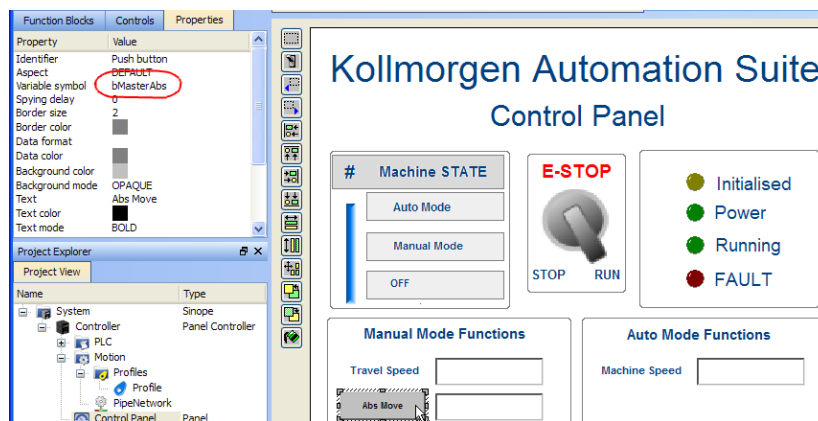 Function Blocks Controls Properties
Property Value
Identifier Push button
Aspect DEFAULT
Variable symbol bMasterAbs
Spying delay 0
Border size 2
Border color
Data format
Data color
Background color
Background mode OPAQUE
Text Abs Move
Text color
Text mode BOLD
Project Explorer
Project View
Name Type
System Sinope
Controller Panel Controller
PLC
Motion
Profiles
Profile
PipeNetwork
Control Panel Panel
Kollmorgen Automation Suite
Control Panel
# Machine STATE
Auto Mode
Manual Mode
OFF
E-STOP
STOP RUN
Initialised
Power
Running
FAULT
Manual Mode Functions
Travel Speed
Abs Move
Auto Mode Functions
Machine Speed